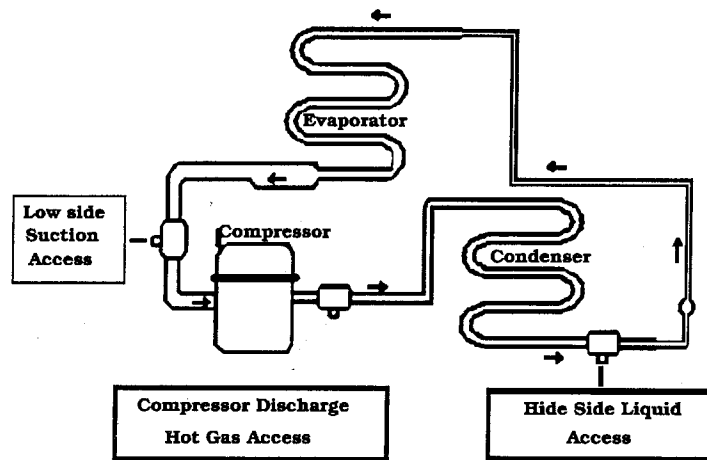 Evaporator
Low side
Suction
Access
Compressor
Condenser
Compressor Discharge
Hot Gas Access
Hide Side Liquid
Access